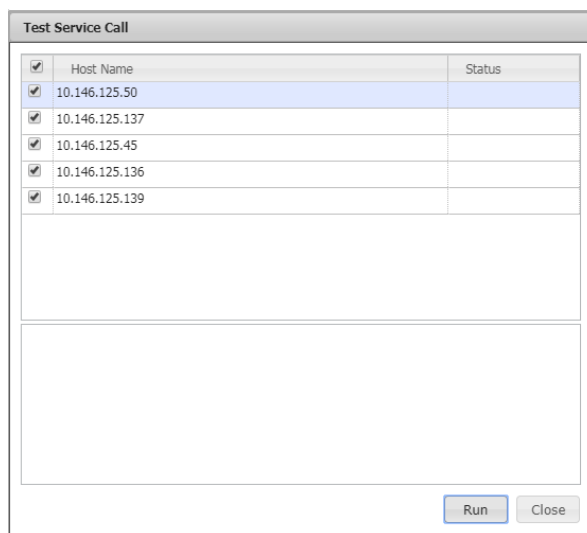 Test Service Call
Host Name Status
10.146.125.50
10.146.125.137
10.146.125.45
10.146.125.136
10.146.125.139
Run Close